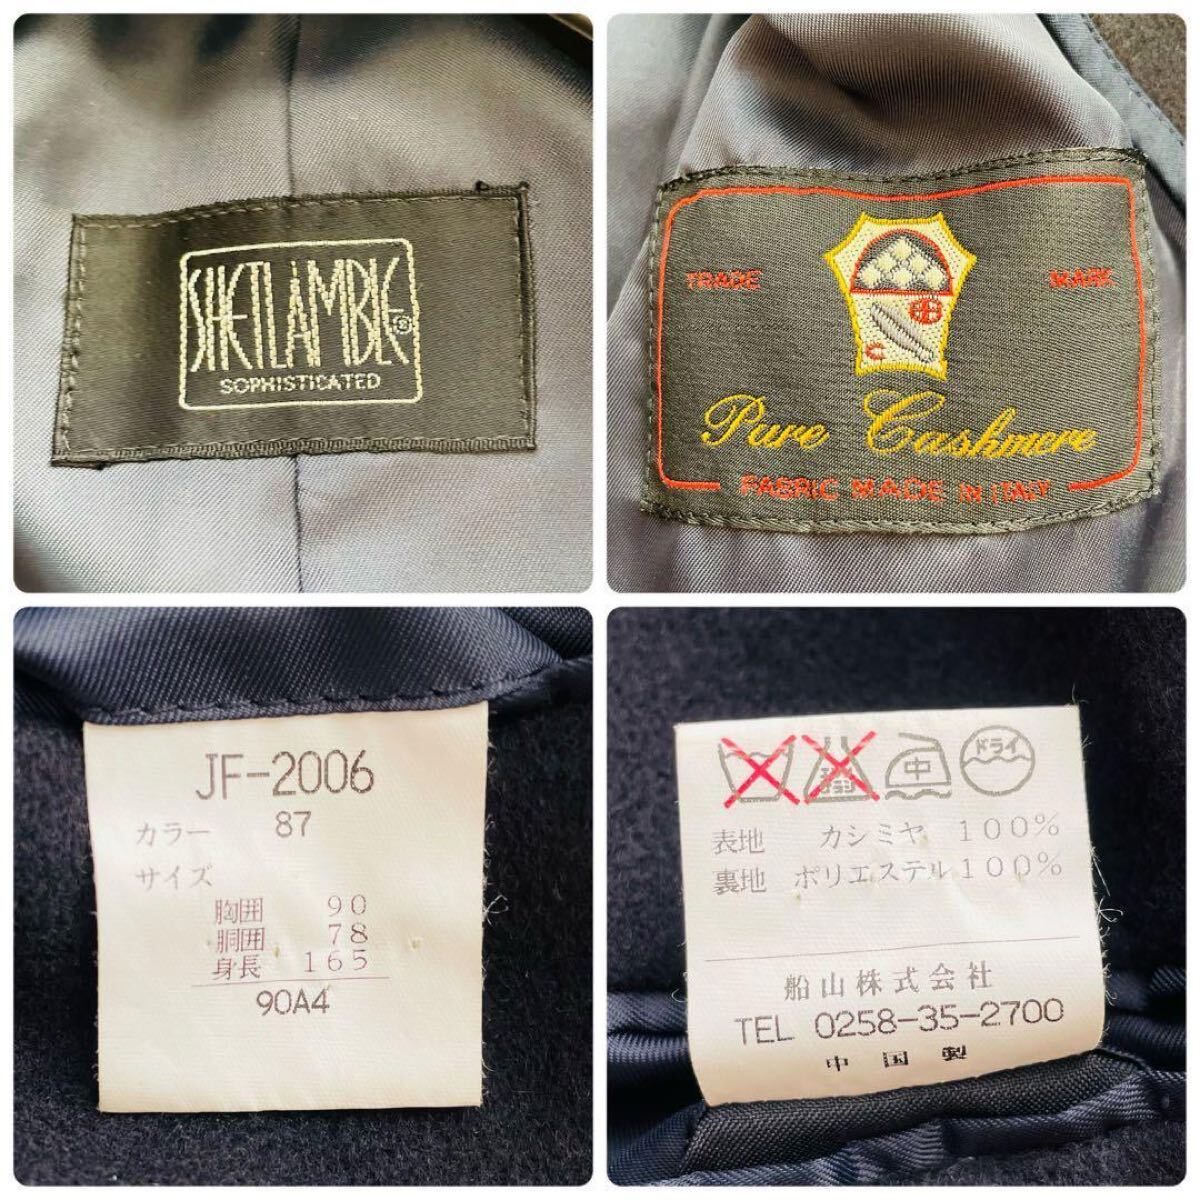 SHETLAMBLE
®
SOPHISTICATED
TRADE MARK
C
Pure Cashmere
FABRIC MADE IN ITALY
JF-2006
カラー 87
サイズ
胸囲 90
胴囲 78
身長 165
90A4
中 ドライ
表地 カシミヤ 100%
裏地 ポリエステル 100%
船山株式会社
TEL 0258-35-2700
中国製